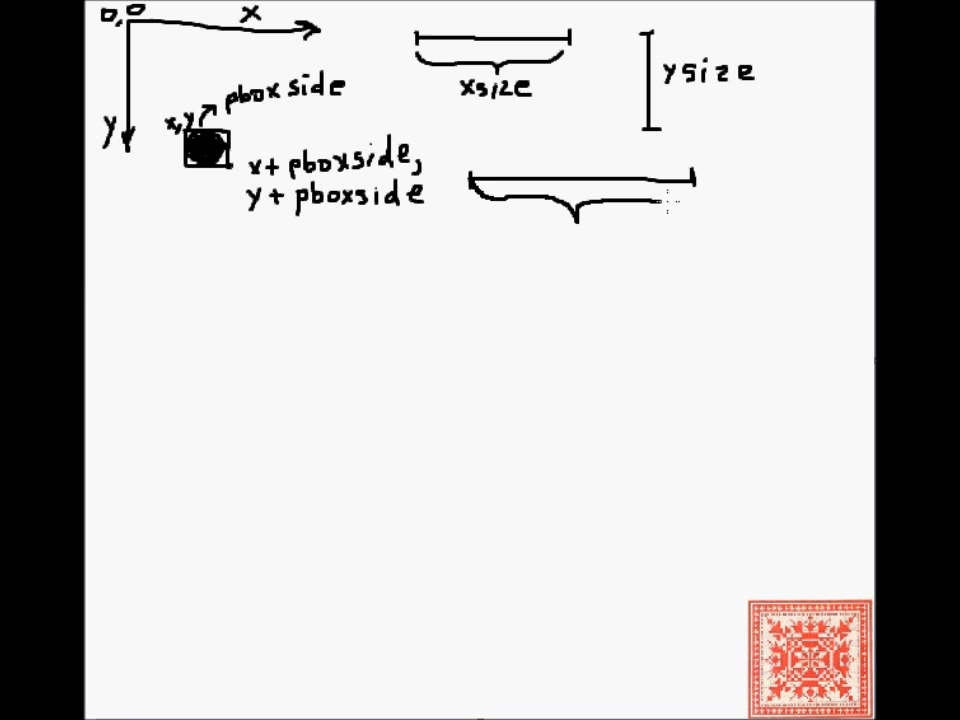 0,0
x
y
x,y
pboxside
x+ pboxside,
y + pboxside
xsize
ysize